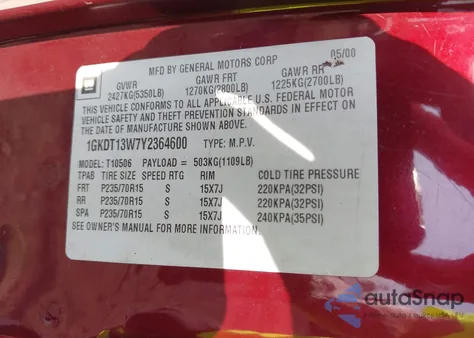 MFD BY GENERAL MOTORS CORP 05/00
GVWR GAWR FRT GAWR RR
2427KG(5350LB) 1270KG(2800LB) 1225KG(2700LB)
THIS VEHICLE CONFORMS TO ALL APPLICABLE U.S. FEDERAL MOTOR
VEHICLE SAFETY AND THEFT PREVENTION STANDARDS IN EFFECT ON
THE DATE OF MANUFACTURE SHOWN ABOVE.
1GKDT13W7Y2364600 TYPE: M.P.V.
MODEL: T10506 PAYLOAD = 503KG(1109LB)
TPAB TIRE SIZE SPEED RTG RIM COLD TIRE PRESSURE
FRT P235/70R15 S 15X7J 220KPA(32PSI)
RR P235/70R15 S 15X7J 220KPA(32PSI)
SPA P235/70R15 S 15X7J 240KPA(35PSI)
SEE OWNER'S MANUAL FOR MORE INFORMATION.
GM
autoSnap